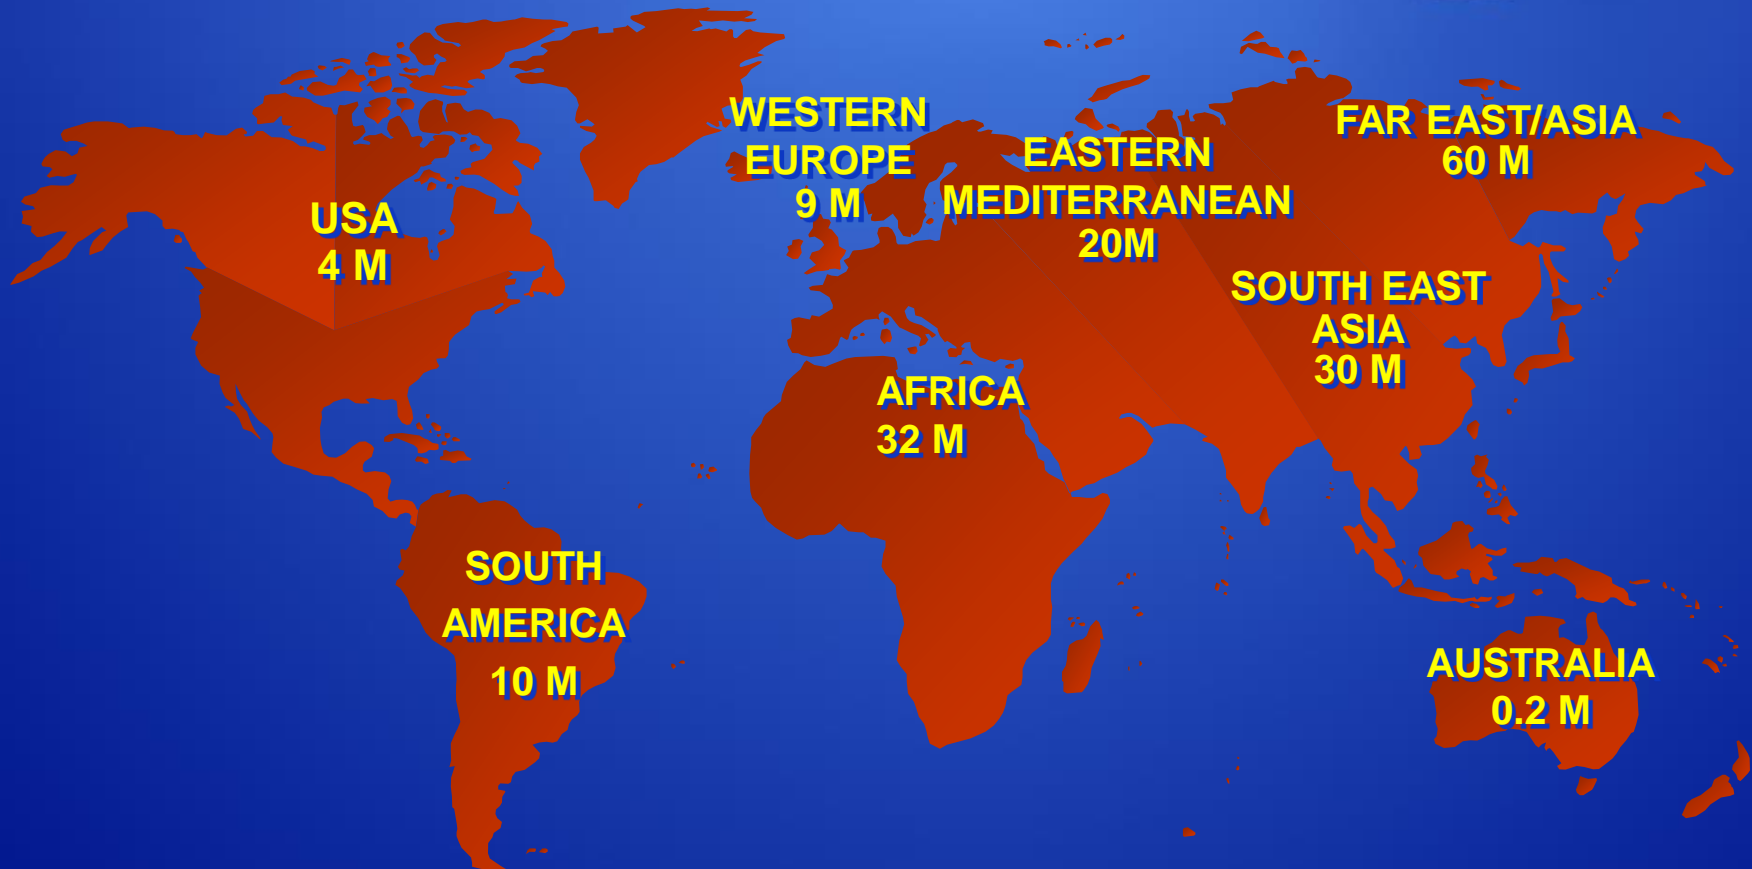 USA
4 M
WESTERN
EUROPE
9 M
EASTERN
MEDITERRANEAN
20M
FAR EAST/ASIA
60 M
SOUTH EAST
ASIA
30 M
AFRICA
32 M
SOUTH
AMERICA
10 M
AUSTRALIA
0.2 M